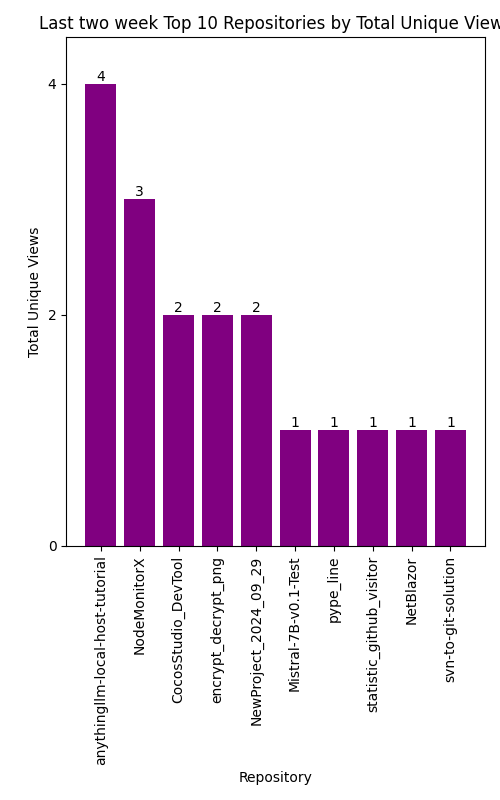 Last two week Top 10 Repositories by Total Unique View
4
3
2
2
2
1
1
1
1
1
4
2
0
Total Unique Views
anythingllm-local-host-tutorial
NodeMonitorX
CocosStudio_DevTool
encrypt_decrypt_png
NewProject_2024_09_29
Mistral-7B-v0.1-Test
pype_line
statistic_github_visitor
NetBlazor
svn-to-git-solution
Repository